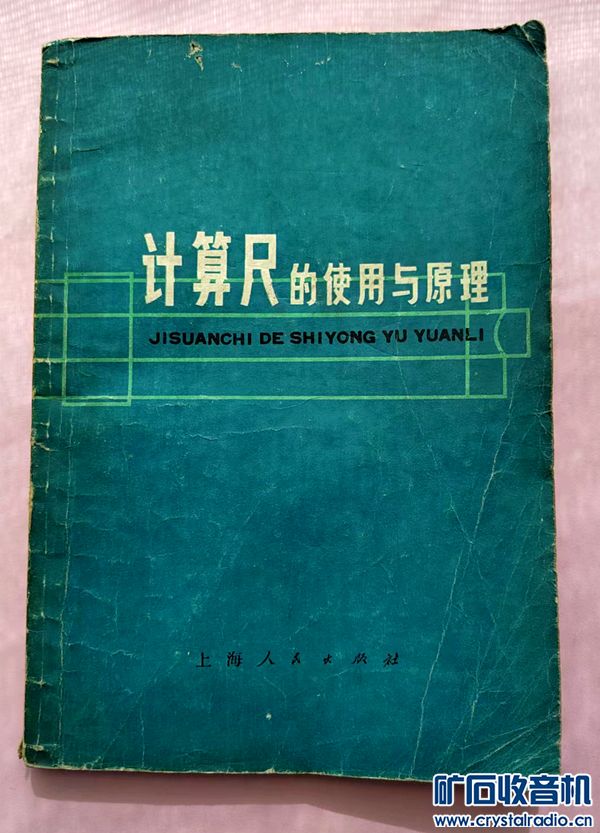 计算尺的使用与原理
JISUANCHI DE SHIYONG YU YUANLI
上海人民出版社
矿石收音机
www.crystalradio.cn